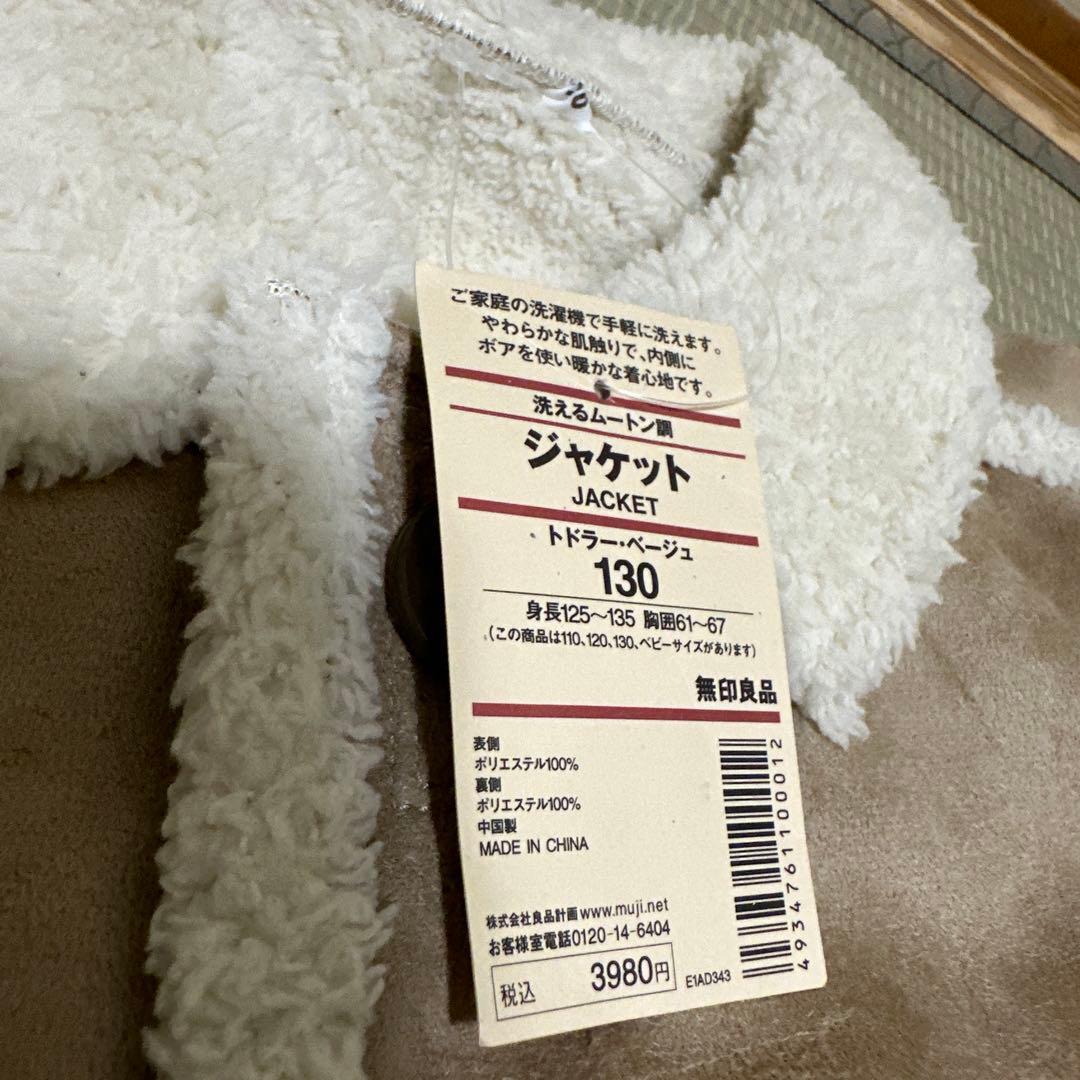 ご家庭の洗濯機で手軽に洗えます。
やわらかな肌触りで、内側に
ボアを使い暖かな着心地です。
洗えるムートン調
ジャケット
JACKET
トドラー・ベージュ
130
身長125〜135 胸囲61〜67
(この商品は110、120、130、ベビーサイズがあります)
無印良品
表側
ポリエステル100%
裏側
ポリエステル100%
中国製
MADE IN CHINA
株式会社良品計画 www.muji.net
お客様室電話0120-14-6404
税込 3980円
E1AD343
4934761100012